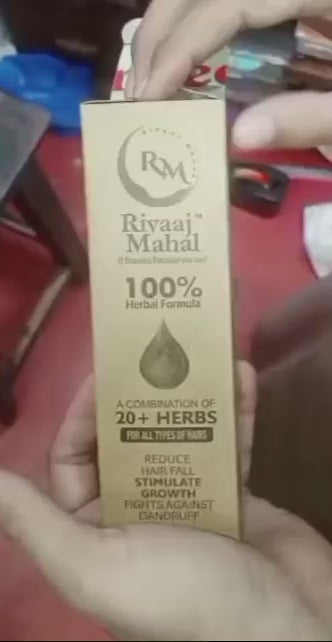 RM
Rivaaj™
Mahal
100%
Herbal Formula
A COMBINATION OF
20+ HERBS
FOR ALL TYPES OF HAIRS
REDUCE
HAIR FALL
STIMULATE
GROWTH
FIGHTS AGAINST
DANDRUFF